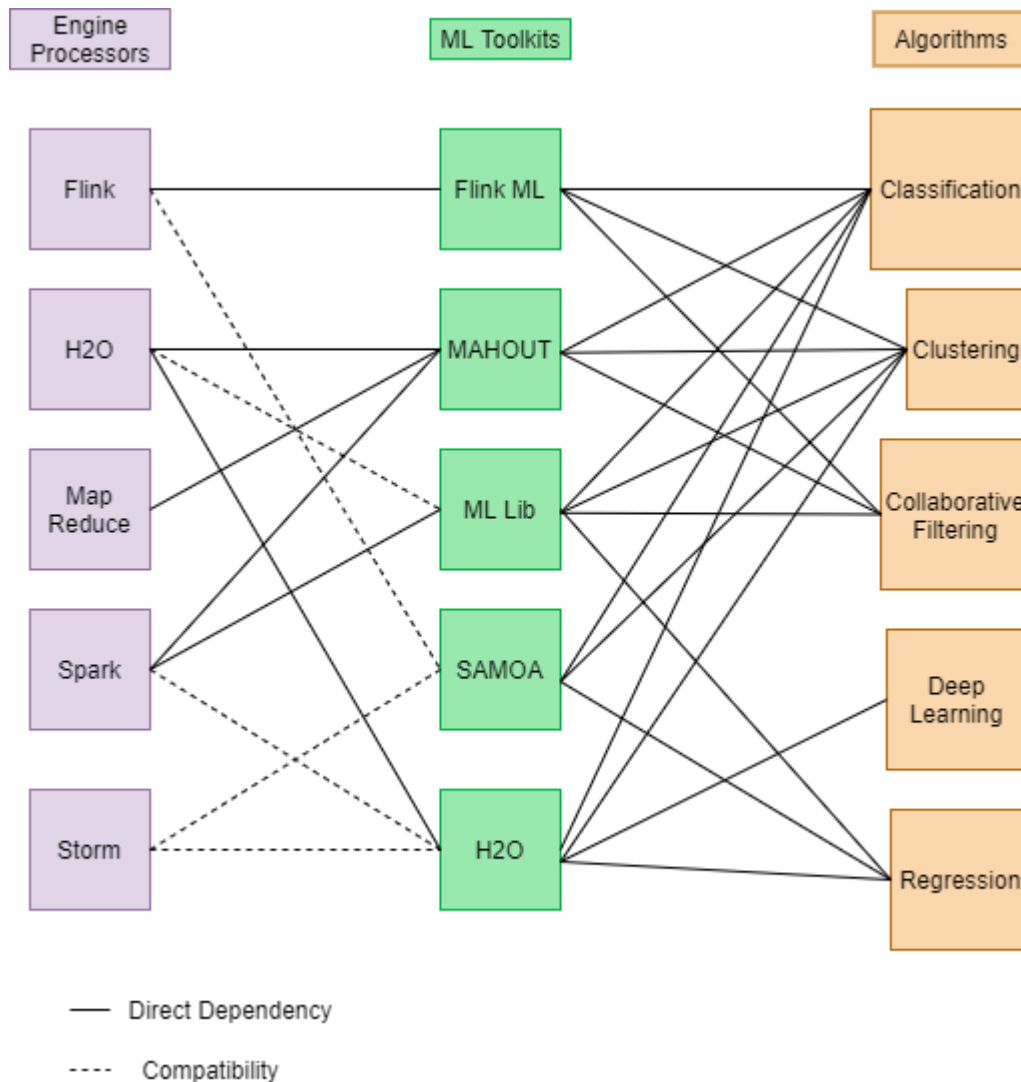 Engine
Processors
ML Toolkits
Algorithms
Flink
Flink ML
Classification
H2O
MAHOUT
Clustering
Map
Reduce
ML Lib
Collaborative
Filtering
Spark
SAMOA
Deep
Learning
Storm
H2O
Regression
Direct Dependency
Compatibility